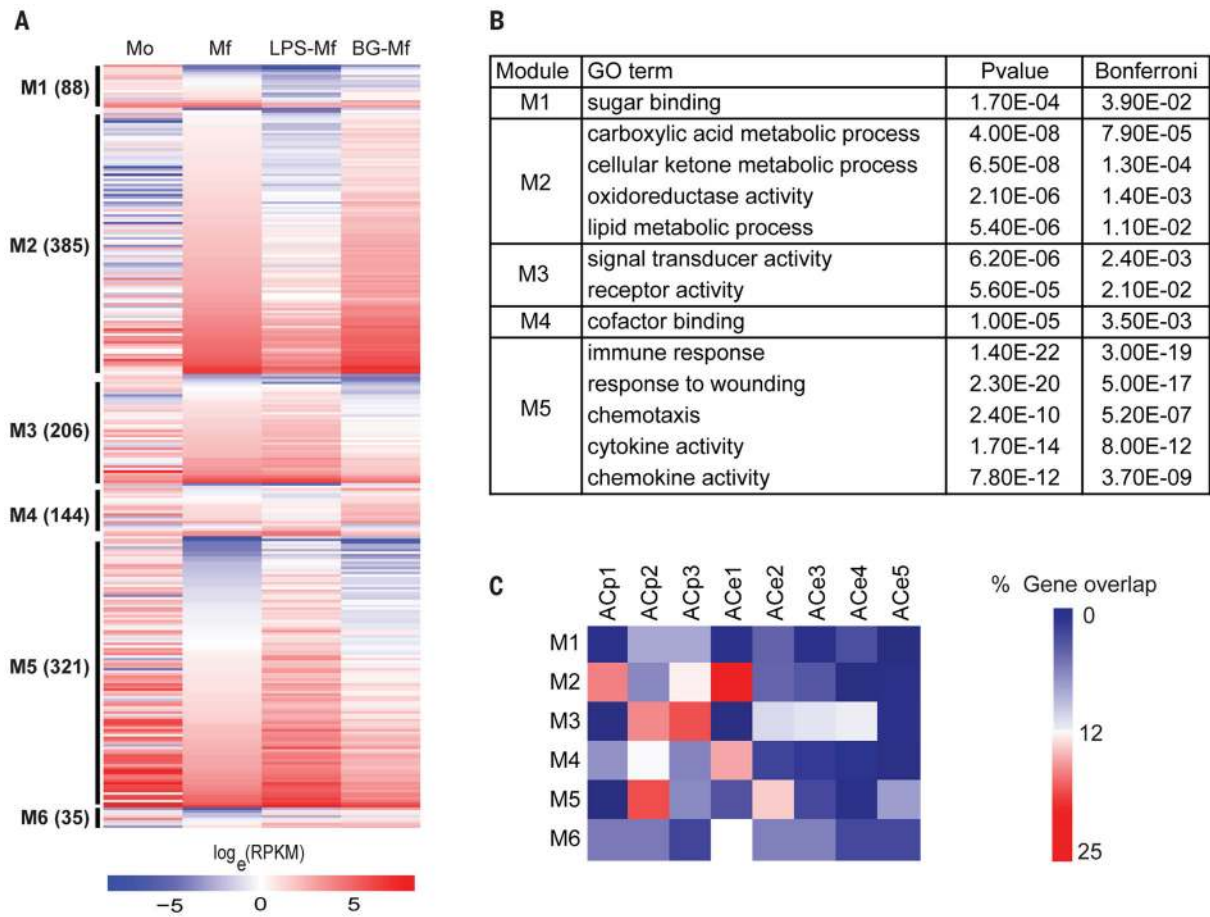 A
Mo Mf LPS-Mf BG-Mf
M1 (88)
M2 (385)
M3 (206)
M4 (144)
M5 (321)
M6 (35)
loge(RPKM)
−5 0 5
B
Module GO term Pvalue Bonferroni
M1 sugar binding 1.70E-04 3.90E-02
M2 carboxylic acid metabolic process 4.00E-08 7.90E-05
cellular ketone metabolic process 6.50E-08 1.30E-04
oxidoreductase activity 2.10E-06 1.40E-03
lipid metabolic process 5.40E-06 1.10E-02
M3 signal transducer activity 6.20E-06 2.40E-03
receptor activity 5.60E-05 2.10E-02
M4 cofactor binding 1.00E-05 3.50E-03
M5 immune response 1.40E-22 3.00E-19
response to wounding 2.30E-20 5.00E-17
chemotaxis 2.40E-10 5.20E-07
cytokine activity 1.70E-14 8.00E-12
chemokine activity 7.80E-12 3.70E-09
C
ACp1 ACp2 ACp3 ACe1 ACe2 ACe3 ACe4 ACe5
M1
M2
M3
M4
M5
M6
% Gene overlap
0
12
25